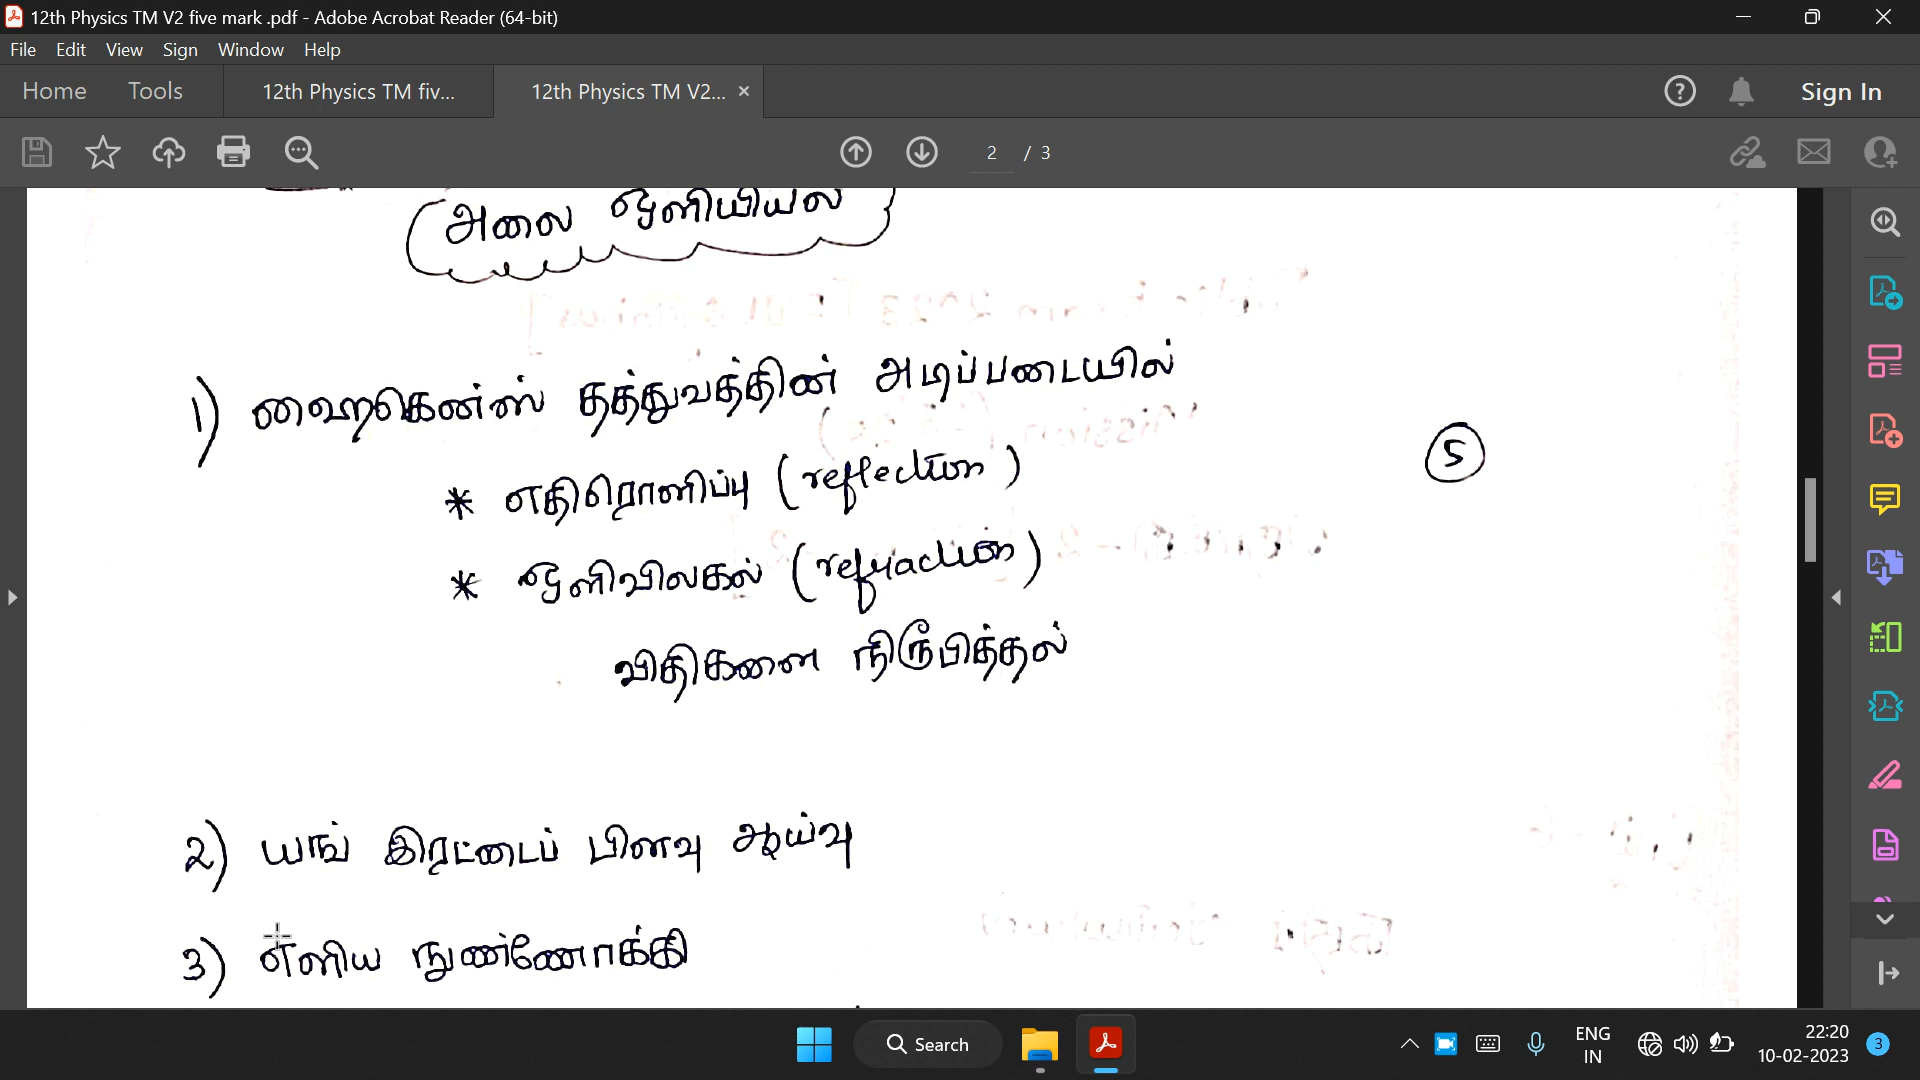 12th Physics TM V2 five mark .pdf - Adobe Acrobat Reader (64-bit)
File Edit View Sign Window Help
Home Tools 12th Physics TM fiv... 12th Physics TM V2... × Sign In
2 / 3
(அலை ஒளியியல்
1) ஹைகென்ஸ் தத்துவத்தின் அடிப்படையில்
* எதிரொளிப்பு (reflection)
5
* ஒளிவிலகல் (refraction)
விதிகளை நிரூபித்தல்
2) யங் இரட்டைப் பிளவு ஆய்வு
3) எளிய நுண்ணோக்கி
Search
ENG
IN
22:20
10-02-2023
3